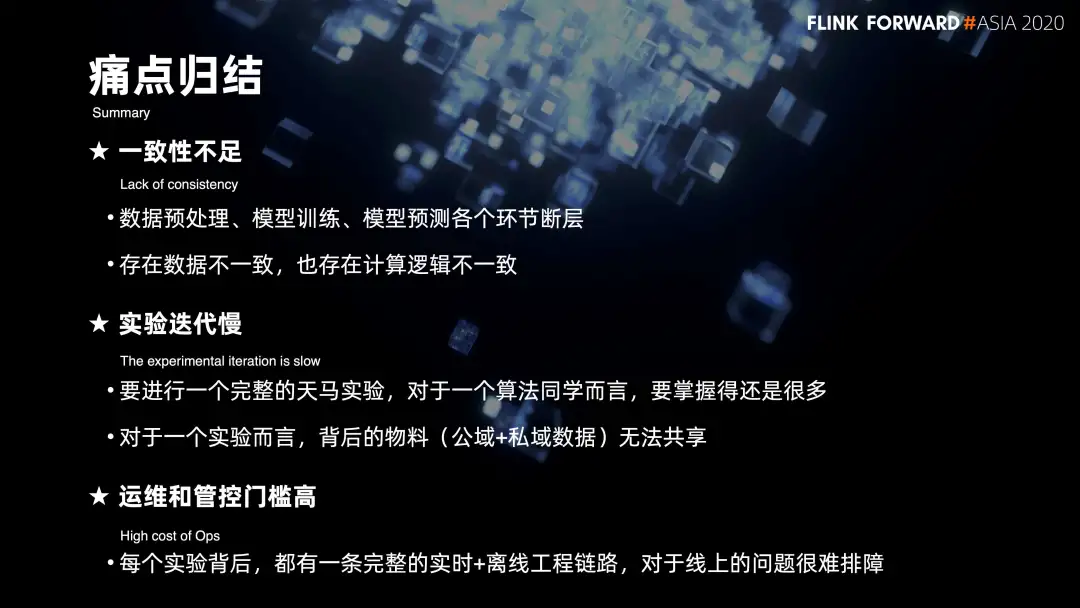 FLINK FORWARD#ASIA 2020
痛点归结
Summary
★ 一致性不足
Lack of consistency
• 数据预处理、模型训练、模型预测各个环节断层
• 存在数据不一致，也存在计算逻辑不一致
★ 实验迭代慢
The experimental iteration is slow
• 要进行一个完整的天马实验，对于一个算法同学而言，要掌握得还是很多
• 对于一个实验而言，背后的物料（公域+私域数据）无法共享
★ 运维和管控门槛高
High cost of Ops
• 每个实验背后，都有一条完整的实时+离线工程链路，对于线上的问题很难排障